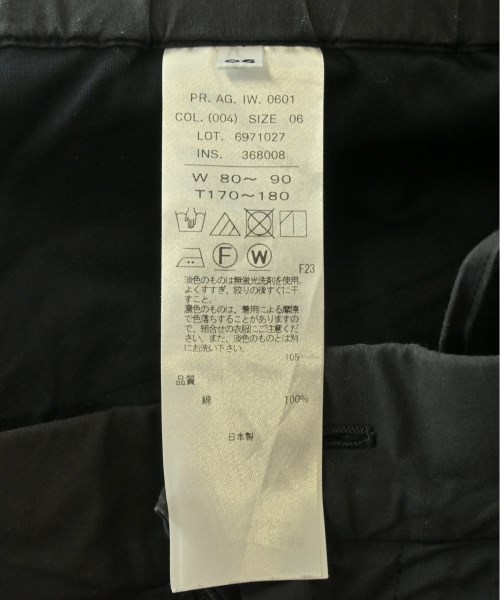 06
PR. AG. IW. 0601
COL. (004) SIZE 06
LOT. 6971027
INS. 368008
W 80～ 90
T170～180
F W
F23
淡色のものは無蛍光洗剤を使用、
よくすすぎ、絞りの後すぐに干
すこと。
濃色のものは、着用による摩擦
で色落ちすることがありますの
で、組合せの衣服にご注意くださ
い。また、淡色のものとは別
にお洗い下さい。
105
品質
綿 100%
日本製